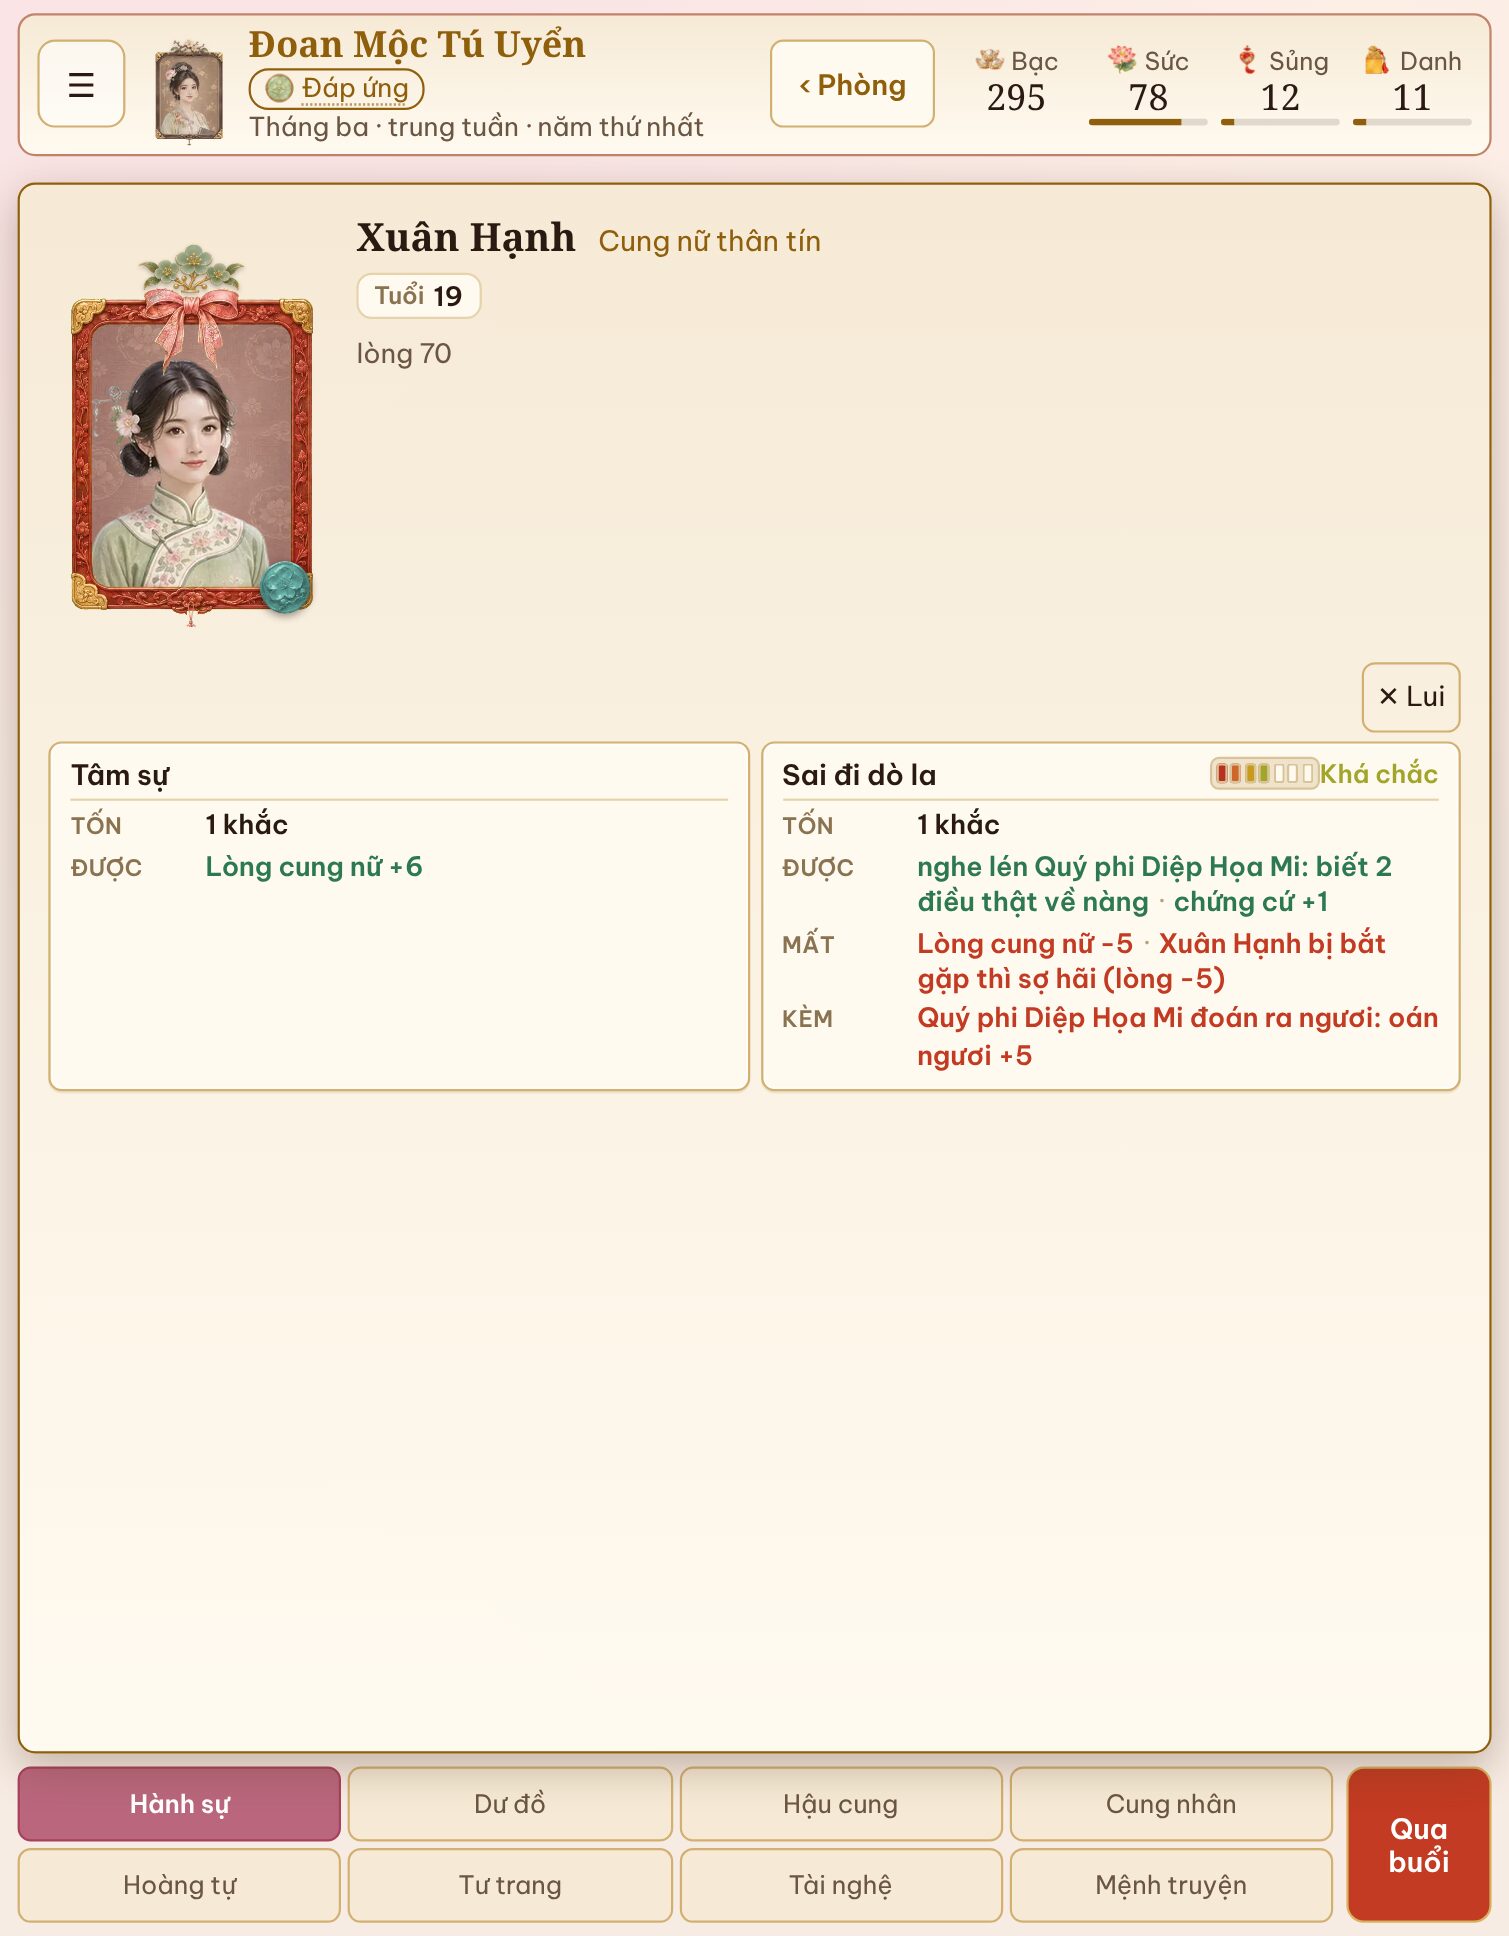 ☰
Đoan Mộc Tú Uyển
Đáp ứng
Tháng ba · trung tuần · năm thứ nhất
‹ Phòng
Bạc
295
Sức
78
Sủng
12
Danh
11
Xuân Hạnh Cung nữ thân tín
Tuổi 19
lòng 70
✕ Lui
Tâm sự
TỐN 1 khắc
ĐƯỢC Lòng cung nữ +6
Sai đi dò la Khá chắc
TỐN 1 khắc
ĐƯỢC nghe lén Quý phi Diệp Họa Mi: biết 2
điều thật về nàng · chứng cứ +1
MẤT Lòng cung nữ -5 · Xuân Hạnh bị bắt
gặp thì sợ hãi (lòng -5)
KÈM Quý phi Diệp Họa Mi đoán ra ngươi: oán
ngươi +5
Hành sự
Dư đồ
Hậu cung
Cung nhân
Hoàng tự
Tư trang
Tài nghệ
Mệnh truyện
Qua
buổi